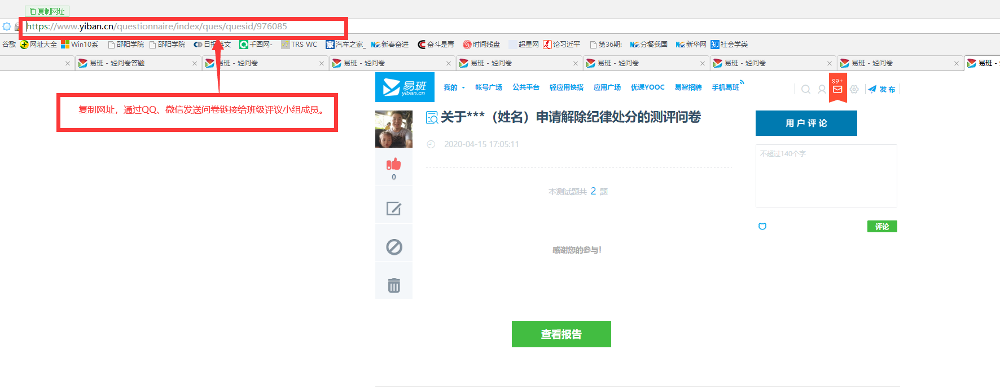 复制网址
https://www.yiban.cn/questionnaire/index/ques/quesid/976085
谷歌 网址大全 Win10系 邵阳学院 邵阳学院 CD 日报英文 千图网- TRS WC 家 汽车之家_ News 新春奋进 奋斗是青 时间线盘 超星网 论习近平 第36期: News 分餐我国 News 新华网 知 社会学类
易班 - 轻问卷答题 易班 - 轻问卷 易班 - 轻问卷 易班 - 轻问卷 易班 - 轻问卷 易班 - 轻问卷 易班 - 轻问卷 易班 -
易班
yiban.cn
我的 帐号广场 公共平台 轻应用快搭 应用广场 优课YOOC 易智招聘 手机易班
99+
发布
复制网址，通过QQ、微信发送问卷链接给班级评议小组成员。
关于***（姓名）申请解除纪律处分的测评问卷
2020-04-15 17:05:11
0
本测试题共 2 题
感谢您的参与！
查看报告
用户评论
不超过140个字
评论